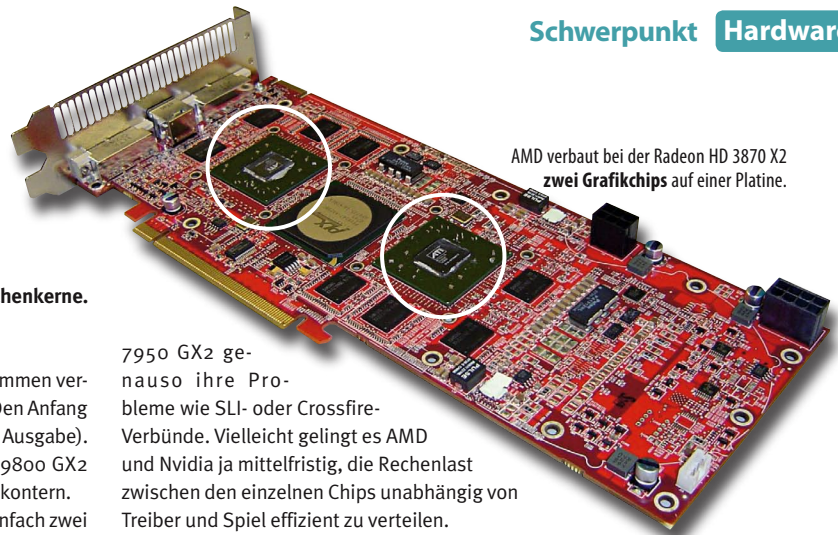 Schwerpunkt Hardware
AMD verbaut bei der Radeon HD 3870 X2
zwei Grafikchips auf einer Platine.
henkerne.
mmen ver-
Den Anfang
Ausgabe).
9800 GX2
kontern.
nfach zwei
7950 GX2 ge-
nauso ihre Pro-
bleme wie SLI- oder Crossfire-
Verbünde. Vielleicht gelingt es AMD
und Nvidia ja mittelfristig, die Rechenlast
zwischen den einzelnen Chips unabhängig von
Treiber und Spiel effizient zu verteilen.
ATI